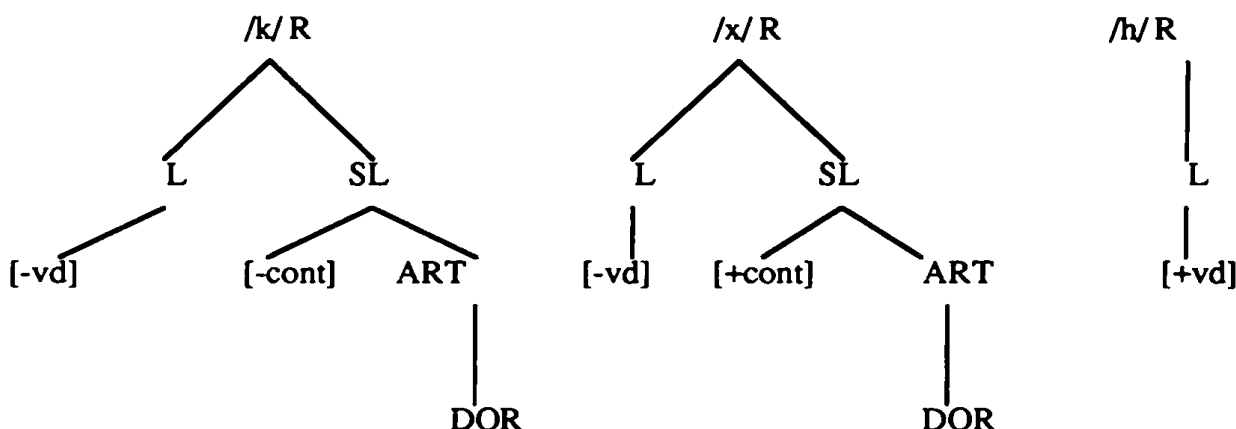 /k/ R /x/ R /h/ R
L SL L SL L
[-vd] [-cont] ART [-vd] [+cont] ART [+vd]
DOR DOR